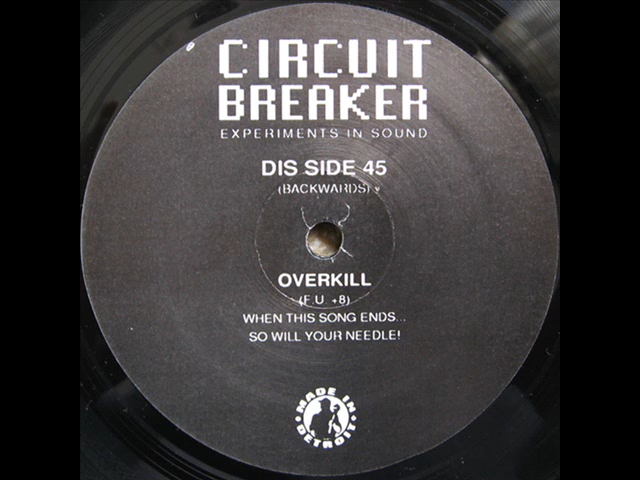 CIRCUIT
BREAKER
EXPERIMENTS IN SOUND
DIS SIDE 45
(BACKWARDS)
OVERKILL
(F.U. +8)
WHEN THIS SONG ENDS...
SO WILL YOUR NEEDLE!
MADE IN
DETROIT